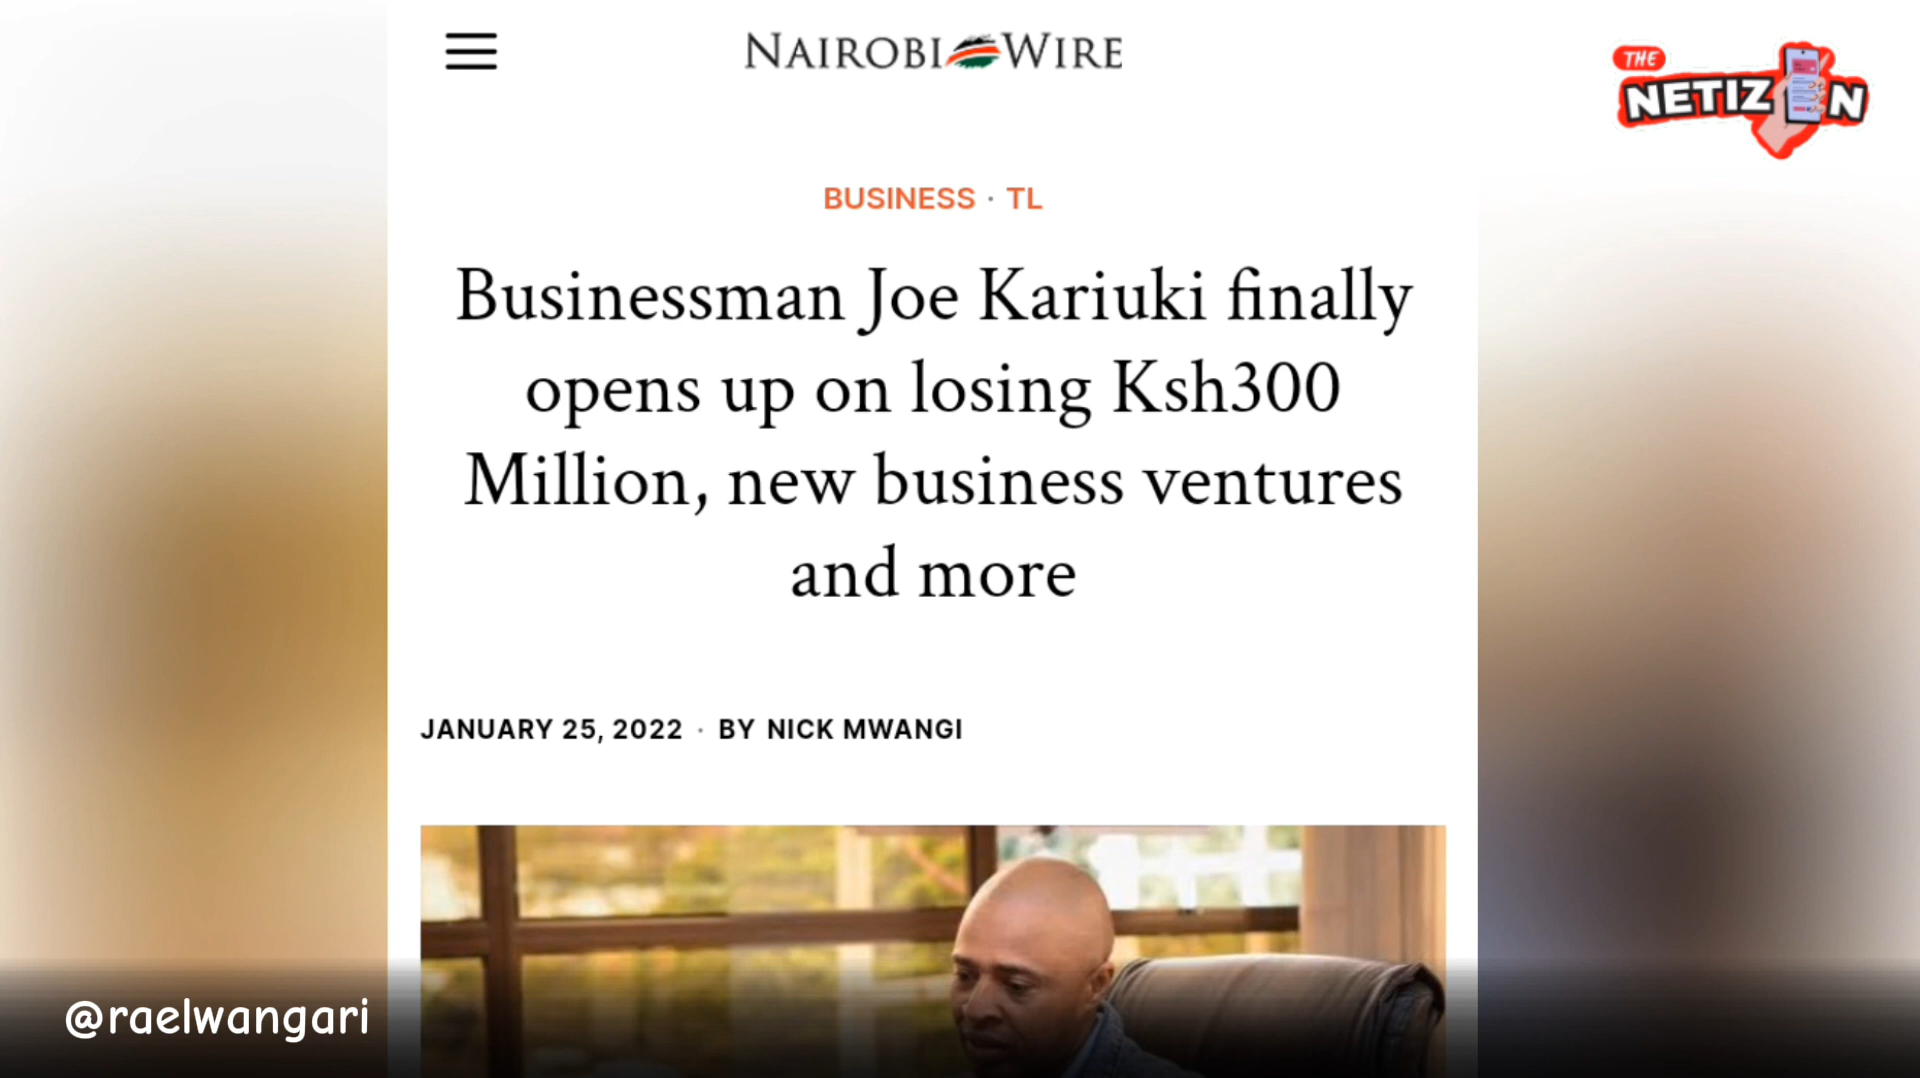 NAIROBI WIRE
THE
NETIZ N
BUSINESS · TL
Businessman Joe Kariuki finally
opens up on losing Ksh300
Million, new business ventures
and more
JANUARY 25, 2022 · BY NICK MWANGI
@raelwangari